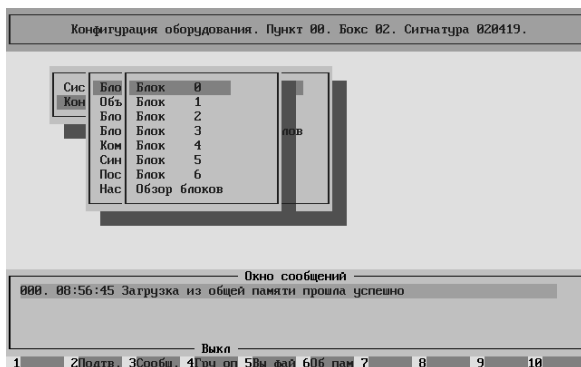 Конфигурация оборудования. Пункт 00. Бокс 02. Сигнатура 020419.
Сис Бло Блок 0
Кон Объ Блок 1
Бло Блок 2
Бло Блок 3 лов
Ком Блок 4
Син Блок 5
Пос Блок 6
Нас Обзор блоков
Окно сообщений
000. 08:56:45 Загрузка из общей памяти прошла успешно
Выкл
1 2Подтв. 3Сообщ. 4Гру оп 5Вы фай 6Об пам 7 8 9 10